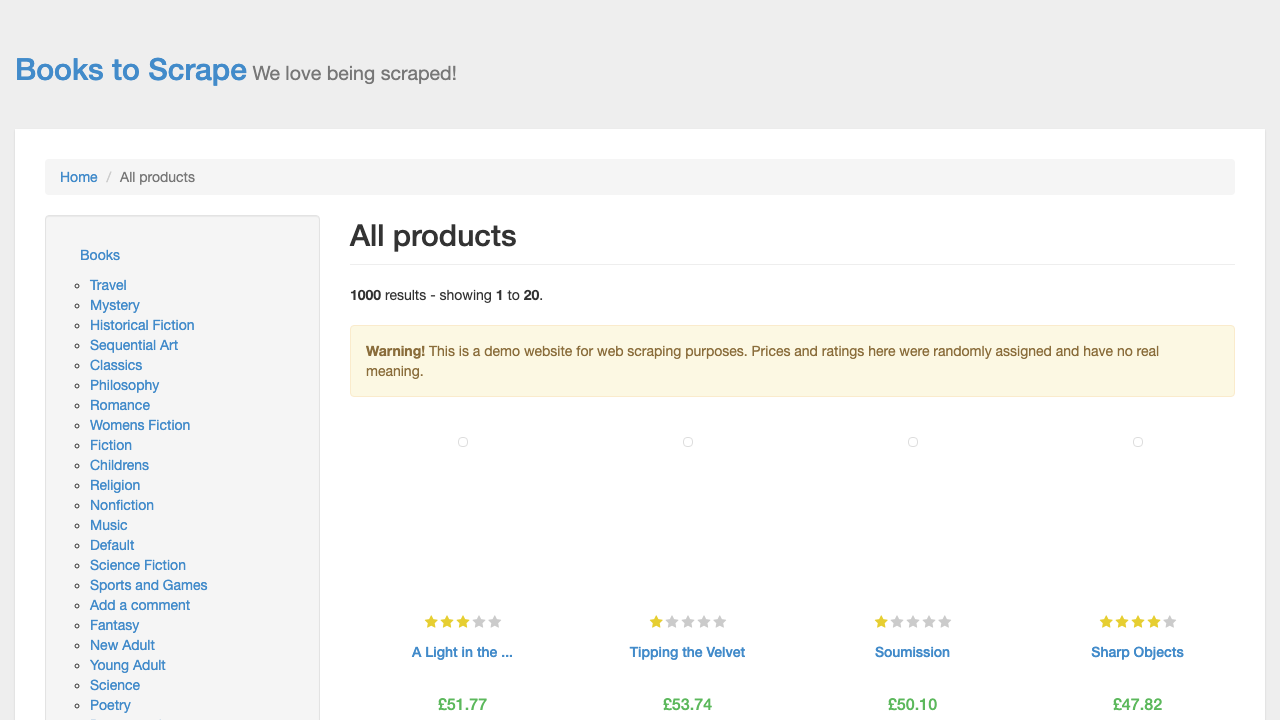 Books to Scrape We love being scraped!
Home / All products
Books
Travel
Mystery
Historical Fiction
Sequential Art
Classics
Philosophy
Romance
Womens Fiction
Fiction
Childrens
Religion
Nonfiction
Music
Default
Science Fiction
Sports and Games
Add a comment
Fantasy
New Adult
Young Adult
Science
Poetry
All products
1000 results - showing 1 to 20.
Warning! This is a demo website for web scraping purposes. Prices and ratings here were randomly assigned and have no real
meaning.
A Light in the ... Tipping the Velvet Soumission Sharp Objects
£51.77 £53.74 £50.10 £47.82